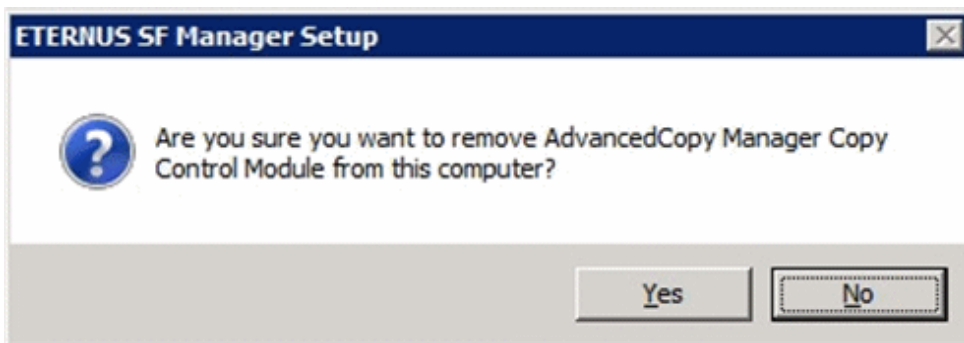 ETERNUS SF Manager Setup
Are you sure you want to remove AdvancedCopy Manager Copy
Control Module from this computer?
Yes
No